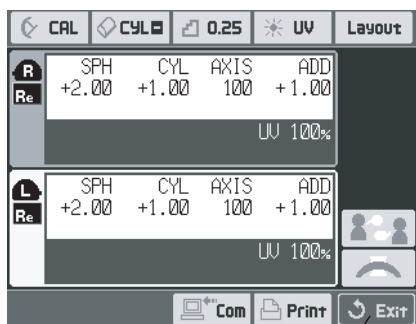 CAL CYL 0.25 UV Layout
R SPH CYL AXIS ADD
Re +2.00 +1.00 100 +1.00
UV 100%
L SPH CYL AXIS ADD
Re +2.00 +1.00 100 +1.00
UV 100%
Com Print Exit